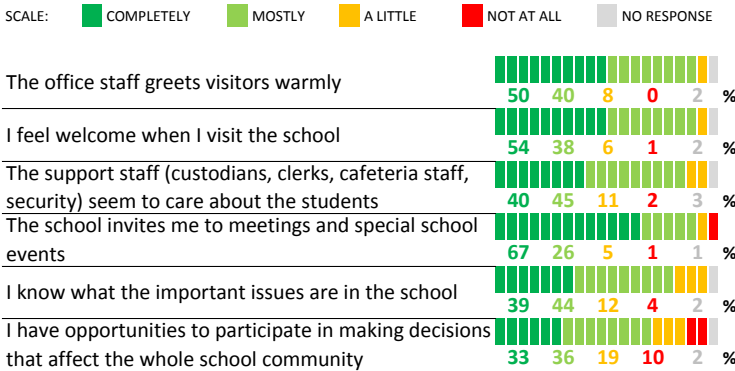 SCALE: COMPLETELY MOSTLY A LITTLE NOT AT ALL NO RESPONSE
The office staff greets visitors warmly
50 40 8 0 2 %
I feel welcome when I visit the school
54 38 6 1 2 %
The support staff (custodians, clerks, cafeteria staff,
security) seem to care about the students
40 45 11 2 3 %
The school invites me to meetings and special school
events
67 26 5 1 1 %
I know what the important issues are in the school
39 44 12 4 2 %
I have opportunities to participate in making decisions
that affect the whole school community
33 36 19 10 2 %